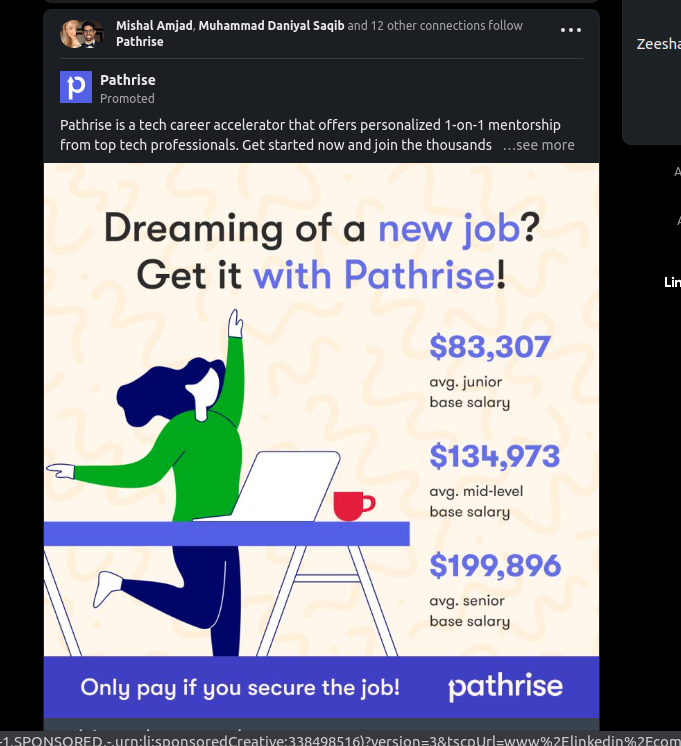 Mishal Amjad, Muhammad Daniyal Saqib and 12 other connections follow
Pathrise
Zeesha
Pathrise
Promoted
Pathrise is a tech career accelerator that offers personalized 1-on-1 mentorship
from top tech professionals. Get started now and join the thousands ...see more
Dreaming of a new job?
Get it with Pathrise!
$83,307
avg. junior
base salary
$134,973
avg. mid-level
base salary
$199,896
avg. senior
base salary
Only pay if you secure the job! pathrise
A
A
Lin
-1,SPONSORED,-,urn:li:sponsoredCreative:338498516)?version=3&tscpUrl=www%2Elinkedin%2Ecom